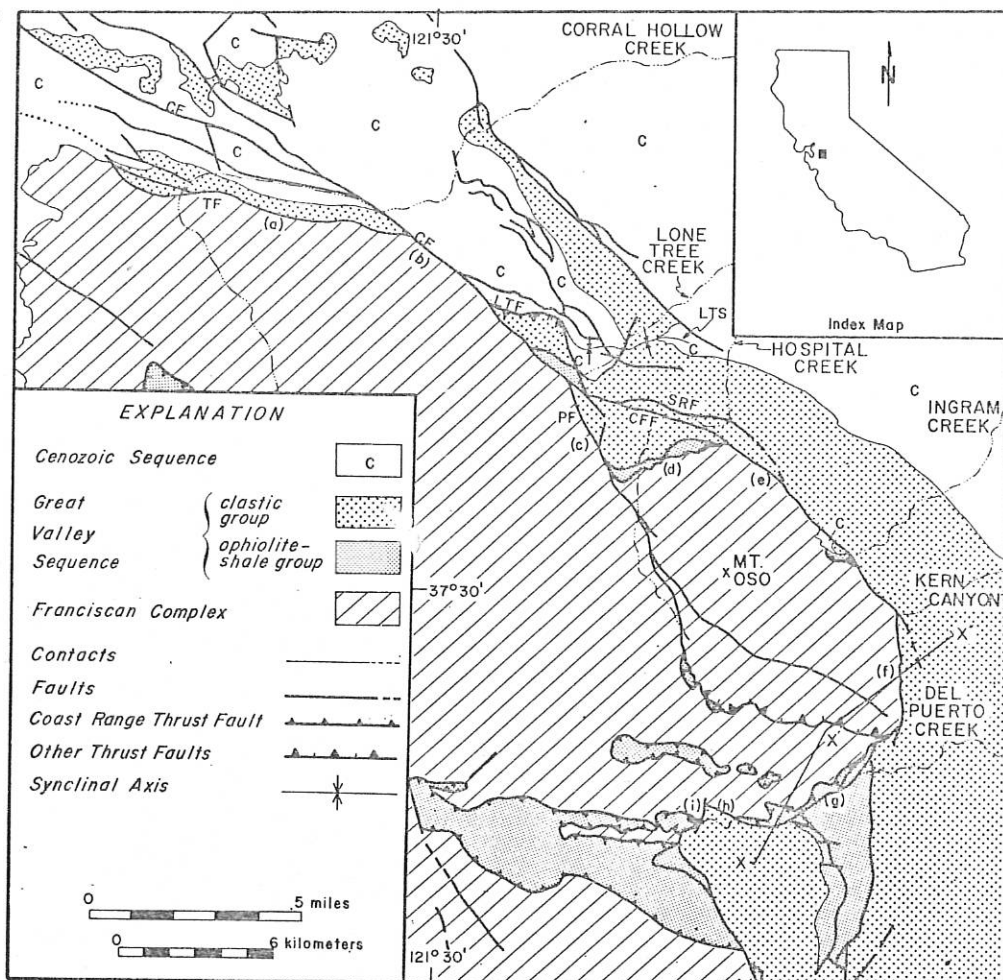 121°30'
CORRAL HOLLOW
CREEK
N
C
C
C
CF
C
C
C
LONE
TREE
CREEK
TF
(a)
CF
(b)
C
LTF
LTS
Index Map
C
C
HOSPITAL
CREEK
C
INGRAM
CREEK
SRF
PF
CFF
(c)
(d)
(e)
C
MT.
x OSO
37°30'
KERN
CANYON
X
(f)
DEL
PUERTO
CREEK
X
(g)
(i)
(h)
X
121°30'
EXPLANATION
Cenozoic Sequence
C
Great
Valley
Sequence
clastic
group
ophiolite-
shale group
Franciscan Complex
Contacts
Faults
Coast Range Thrust Fault
Other Thrust Faults
Synclinal Axis
0 5 miles
0 6 kilometers